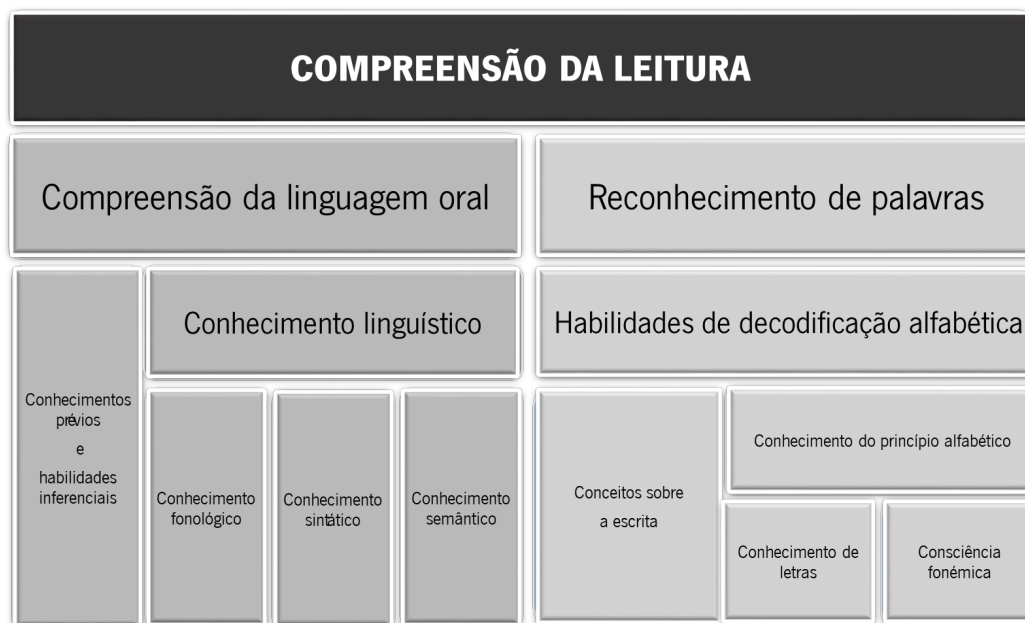 COMPREENSÃO DA LEITURA
Compreensão da linguagem oral
Reconhecimento de palavras
Conhecimento linguístico
Habilidades de decodificação alfabética
Conhecimentos
prévios
e
habilidades
inferenciais
Conhecimento
fonológico
Conhecimento
sintático
Conhecimento
semântico
Conceitos sobre
a escrita
Conhecimento do princípio alfabético
Conhecimento de
letras
Consciência
fonémica